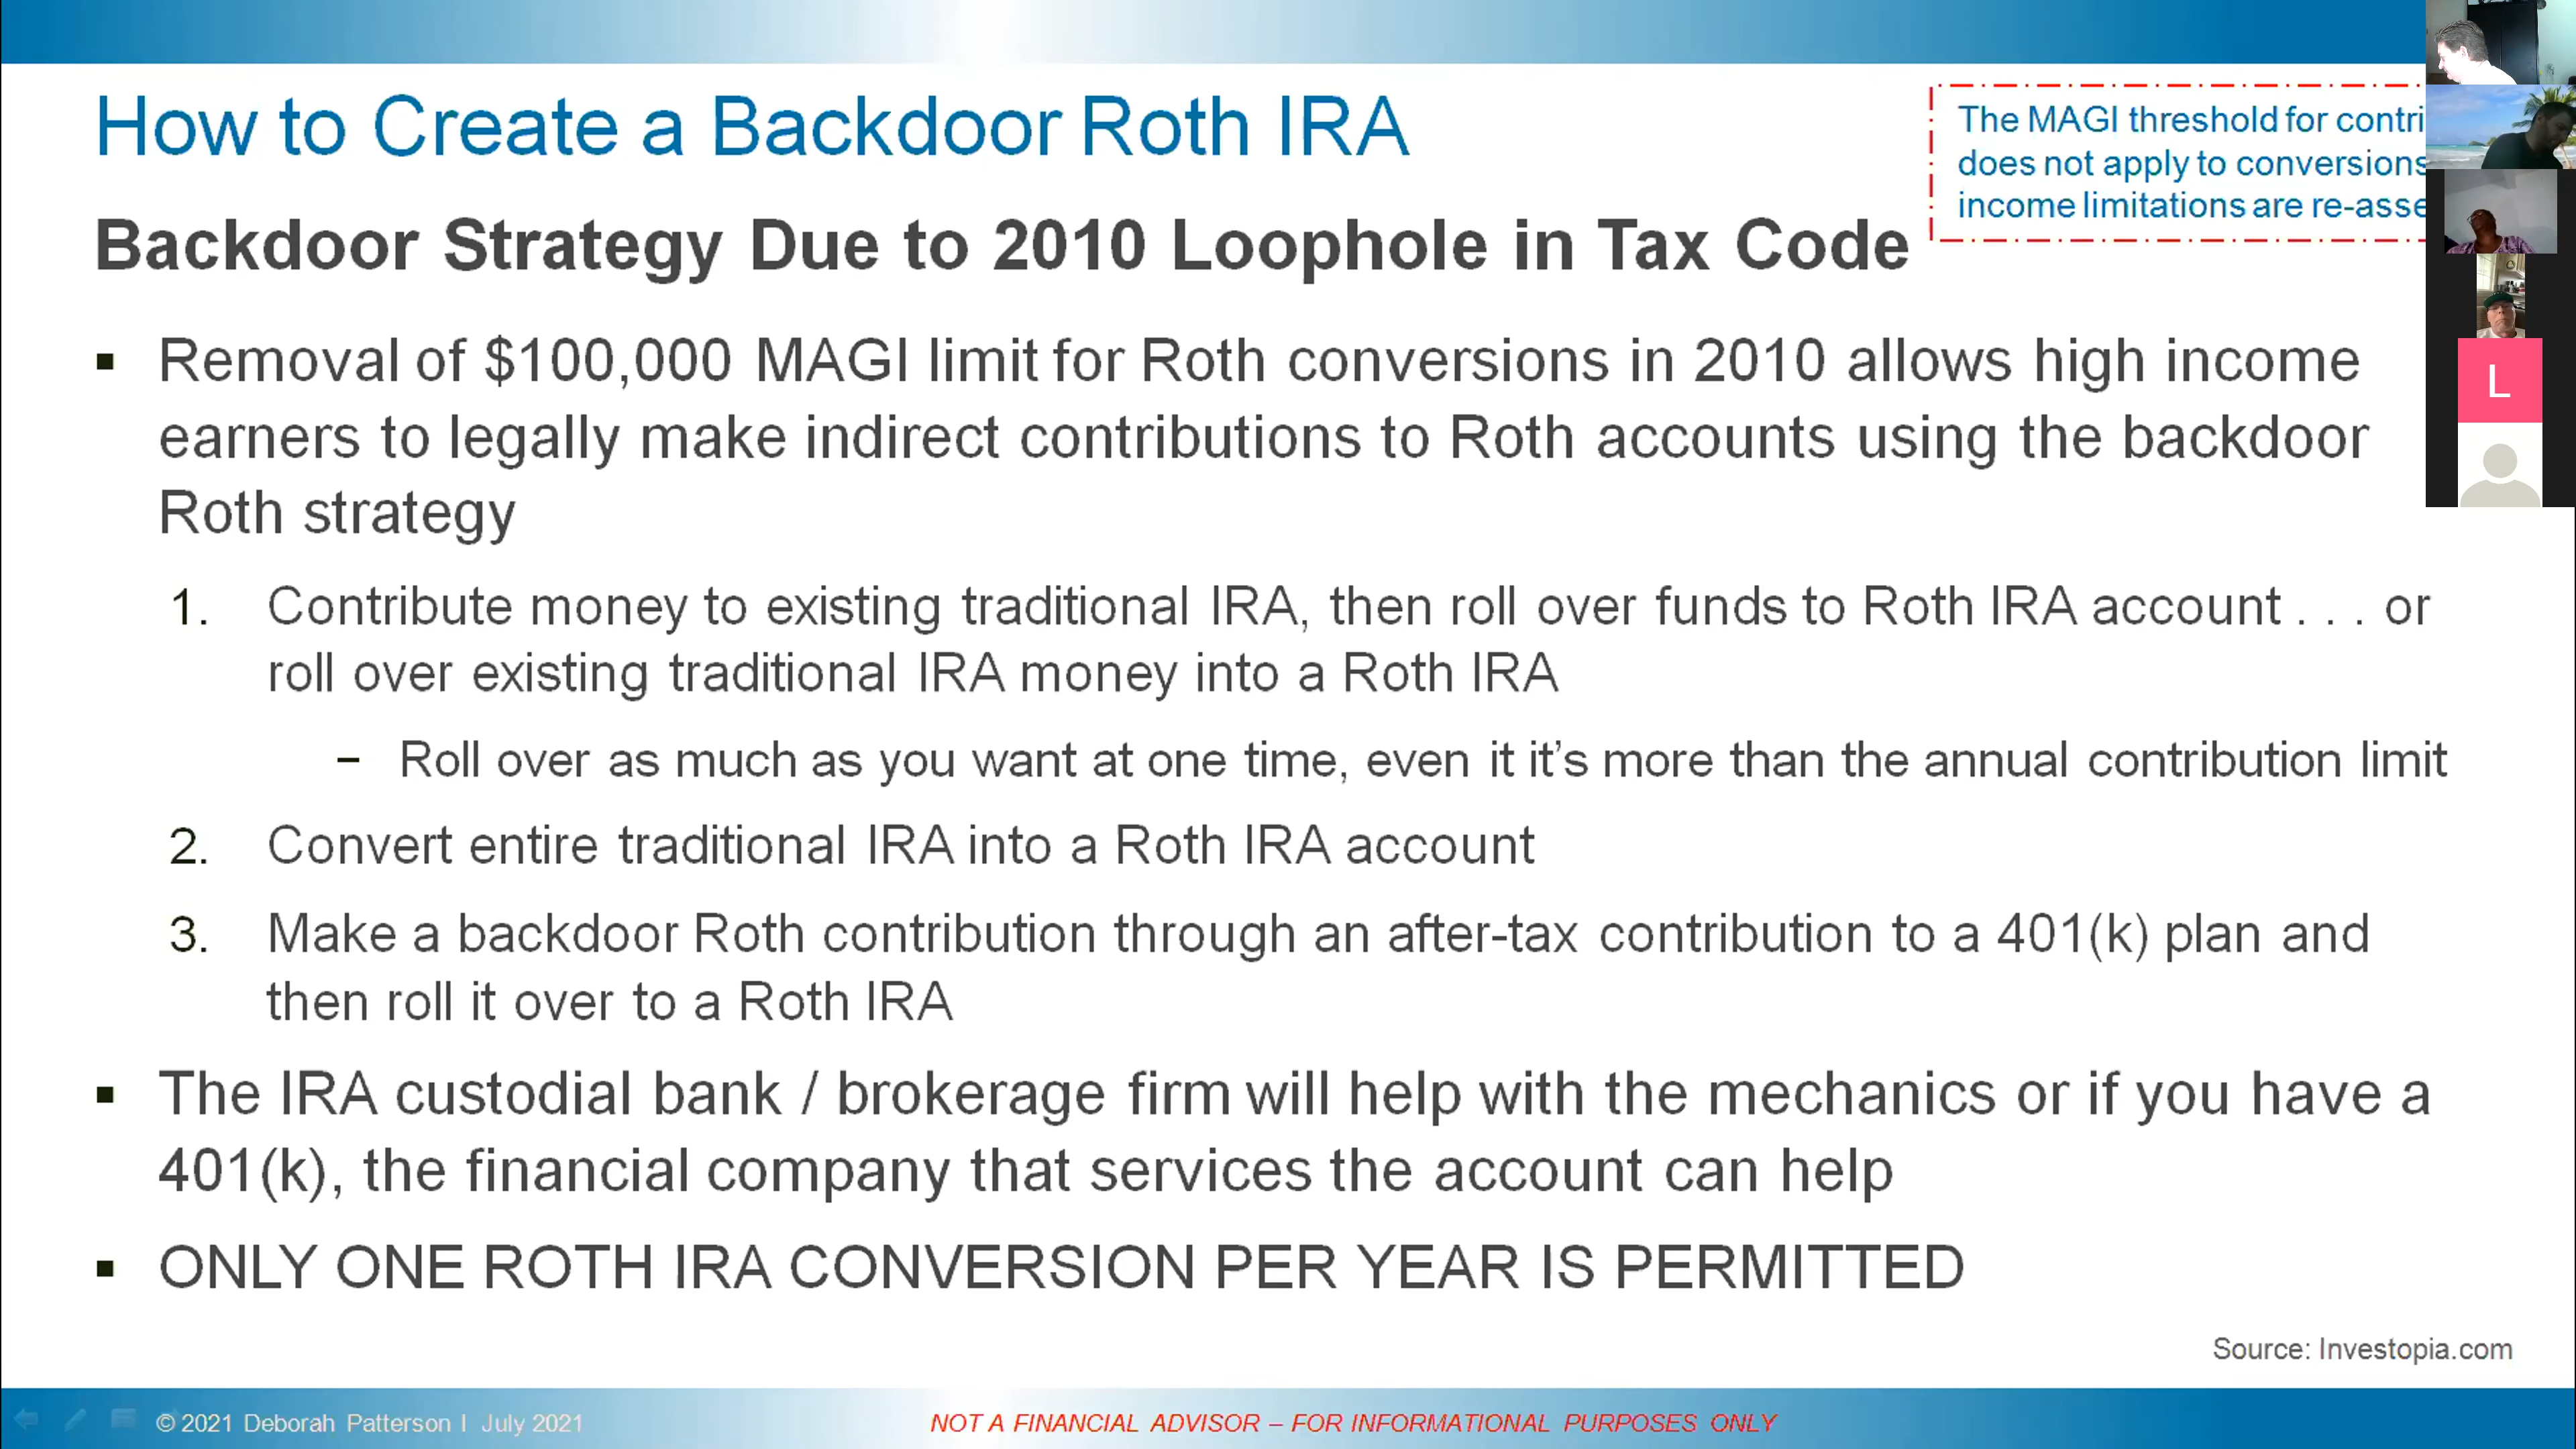 How to Create a Backdoor Roth IRA
The MAGI threshold for contri
does not apply to conversions
income limitations are re-asse
Backdoor Strategy Due to 2010 Loophole in Tax Code
▪ Removal of $100,000 MAGI limit for Roth conversions in 2010 allows high income
earners to legally make indirect contributions to Roth accounts using the backdoor
Roth strategy
1. Contribute money to existing traditional IRA, then roll over funds to Roth IRA account . . . or
roll over existing traditional IRA money into a Roth IRA
– Roll over as much as you want at one time, even it it’s more than the annual contribution limit
2. Convert entire traditional IRA into a Roth IRA account
3. Make a backdoor Roth contribution through an after-tax contribution to a 401(k) plan and
then roll it over to a Roth IRA
▪ The IRA custodial bank / brokerage firm will help with the mechanics or if you have a
401(k), the financial company that services the account can help
▪ ONLY ONE ROTH IRA CONVERSION PER YEAR IS PERMITTED
Source: Investopia.com
© 2021 Deborah Patterson I July 2021
NOT A FINANCIAL ADVISOR – FOR INFORMATIONAL PURPOSES ONLY
L